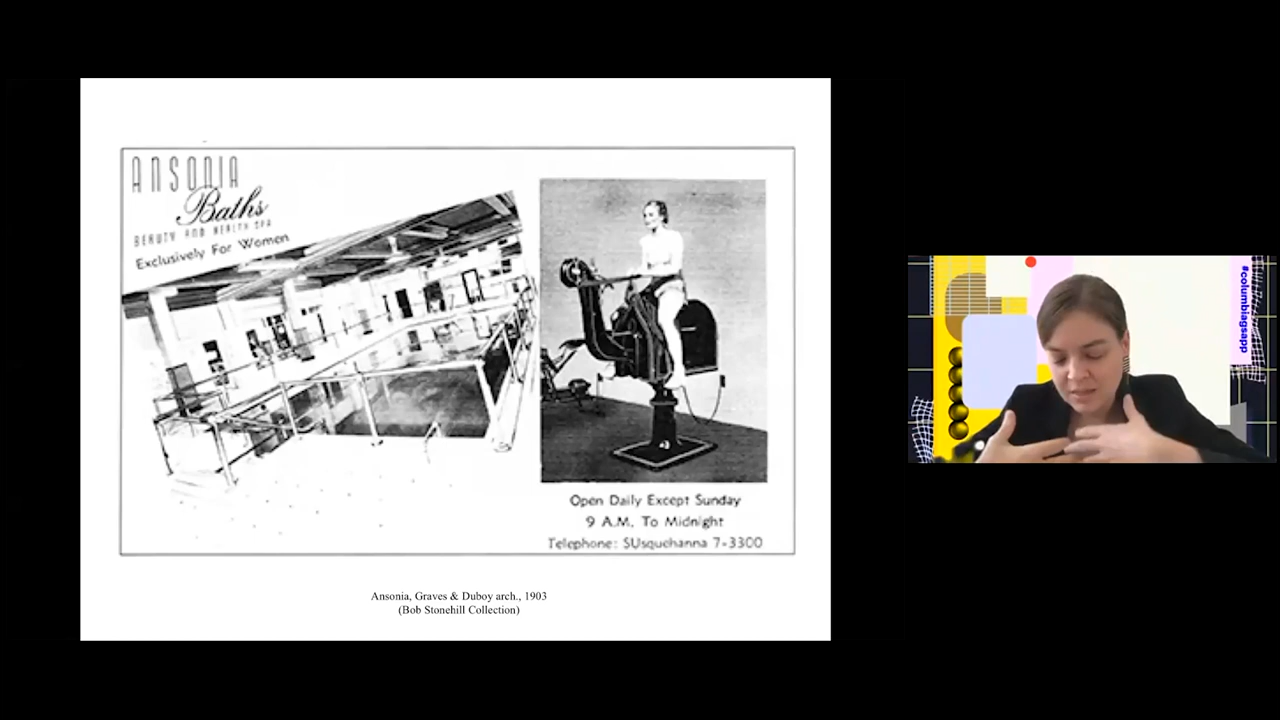 ANSONIA
Baths
BEAUTY AND HEALTH SPA
Exclusively For Women
Open Daily Except Sunday
9 A.M. To Midnight
Telephone: SUsquehanna 7-3300
Ansonia, Graves & Duboy arch., 1903
(Bob Stonehill Collection)
#columbiagsapp